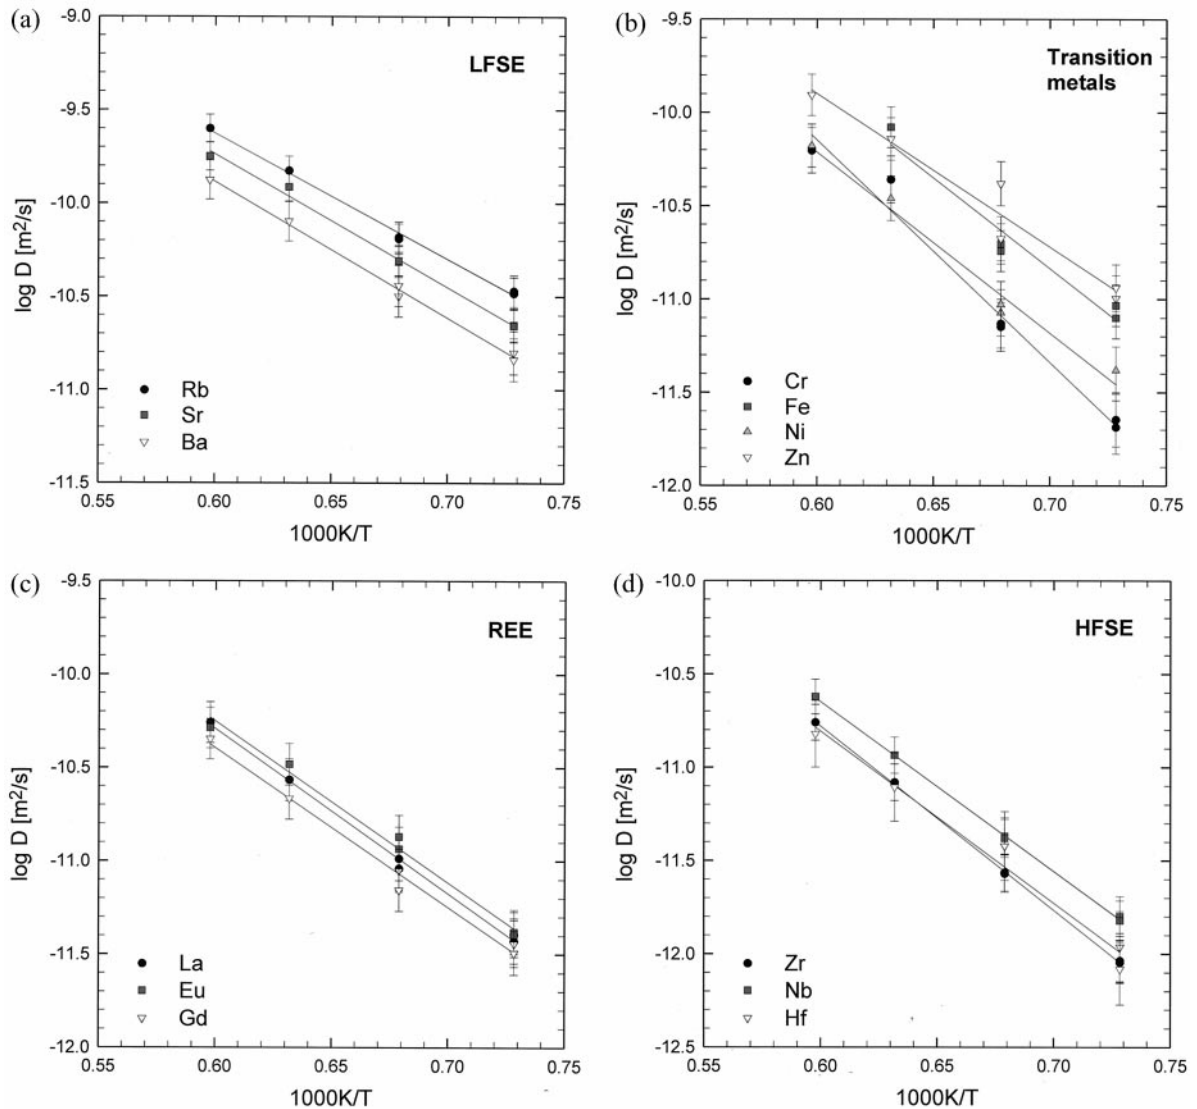 (a)
-9.0
-9.5
-10.0
-10.5
-11.0
-11.5
log D [m²/s]
LFSE
Rb
Sr
Ba
0.55 0.60 0.65 0.70 0.75
1000K/T
(b)
-9.5
-10.0
-10.5
-11.0
-11.5
-12.0
log D [m²/s]
Transition
metals
Cr
Fe
Ni
Zn
0.55 0.60 0.65 0.70 0.75
1000K/T
(c)
-9.5
-10.0
-10.5
-11.0
-11.5
-12.0
log D [m²/s]
REE
La
Eu
Gd
0.55 0.60 0.65 0.70 0.75
1000K/T
(d)
-10.0
-10.5
-11.0
-11.5
-12.0
-12.5
log D [m²/s]
HFSE
Zr
Nb
Hf
0.55 0.60 0.65 0.70 0.75
1000K/T